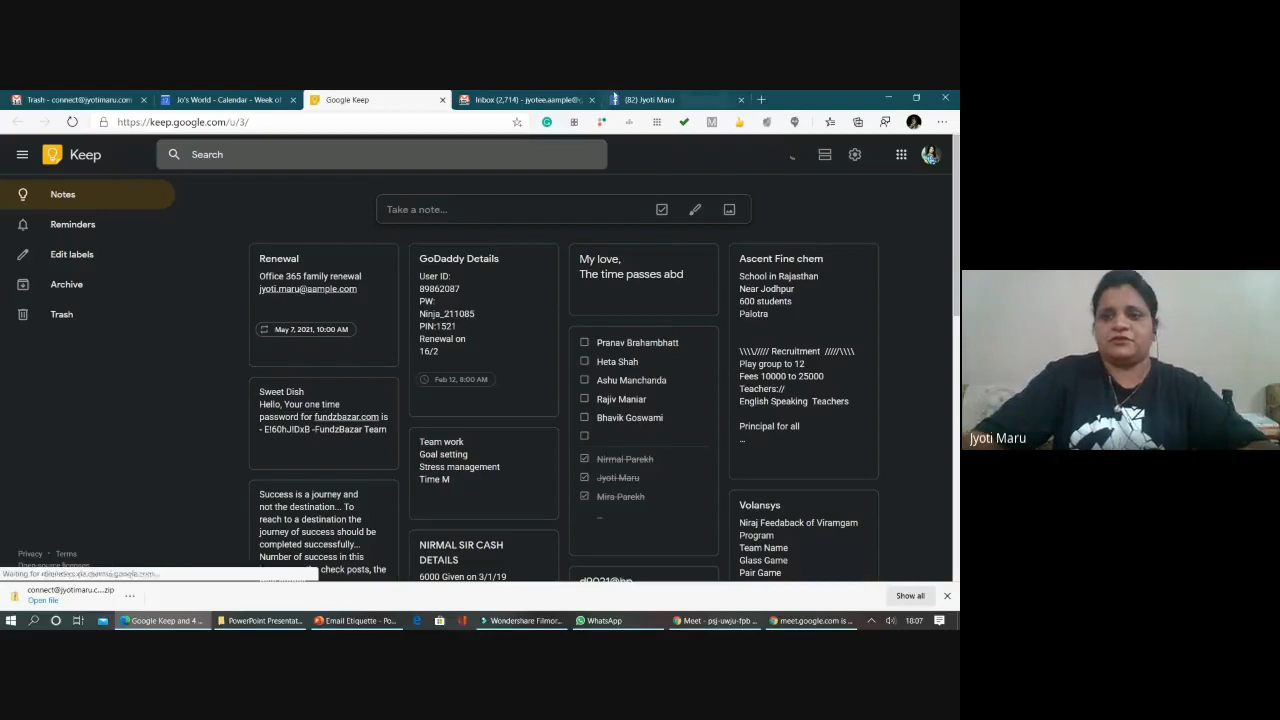 Trash - connect@jyotimaru.com
Jo's World - Calendar - Week of
Google Keep
Inbox (2,714) - jyotee.aample@g
(82) Jyoti Maru
https://keep.google.com/u/3/
Keep
Search
Notes
Reminders
Edit labels
Archive
Trash
Take a note...
Renewal
Office 365 family renewal
jyoti.maru@aample.com
May 7, 2021, 10:00 AM
Sweet Dish
Hello, Your one time
password for fundzbazar.com is
- E!60hJ!DxB -FundzBazar Team
Success is a journey and
not the destination... To
reach to a destination the
journey of success should be
completed successfully...
Number of success in this
check posts, the
GoDaddy Details
User ID:
89862087
PW:
Ninja_211085
PIN:1521
Renewal on
16/2
Feb 12, 8:00 AM
Team work
Goal setting
Stress management
Time M
NIRMAL SIR CASH
DETAILS
6000 Given on 3/1/19
My love,
The time passes abd
Pranav Brahambhatt
Heta Shah
Ashu Manchanda
Rajiv Maniar
Bhavik Goswami
Nirmal Parekh
Jyoti Maru
Mira Parekh
...
d9021@hp
Ascent Fine chem
School in Rajasthan
Near Jodhpur
600 students
Palotra
\\\\///// Recruitment /////\\\\
Play group to 12
Fees 10000 to 25000
Teachers://
English Speaking Teachers
Principal for all
...
Volansys
Niraj Feedaback of Viramgam
Program
Team Name
Glass Game
Pair Game
Privacy · Terms
connect@jyotimaru.c....zip
Open file
Show all
Google Keep and 4 ...
PowerPoint Presentat...
Email Etiquette - Po...
Wondershare Filmor...
WhatsApp
Meet - psj-uwju-fpb ...
meet.google.com is ...
18:07
Jyoti Maru